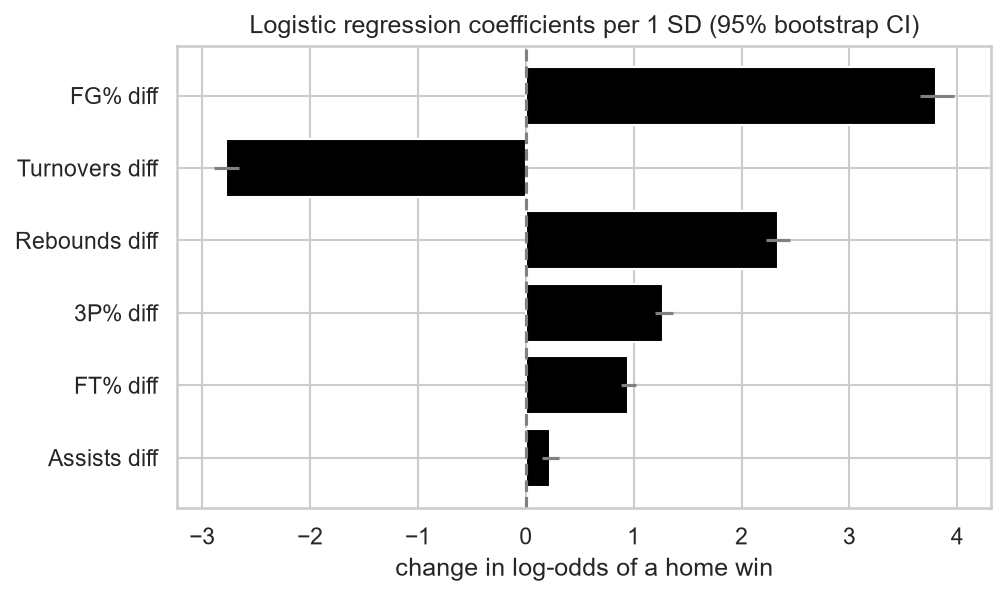 Logistic regression coefficients per 1 SD (95% bootstrap CI)
FG% diff
Turnovers diff
Rebounds diff
3P% diff
FT% diff
Assists diff
−3 −2 −1 0 1 2 3 4
change in log-odds of a home win